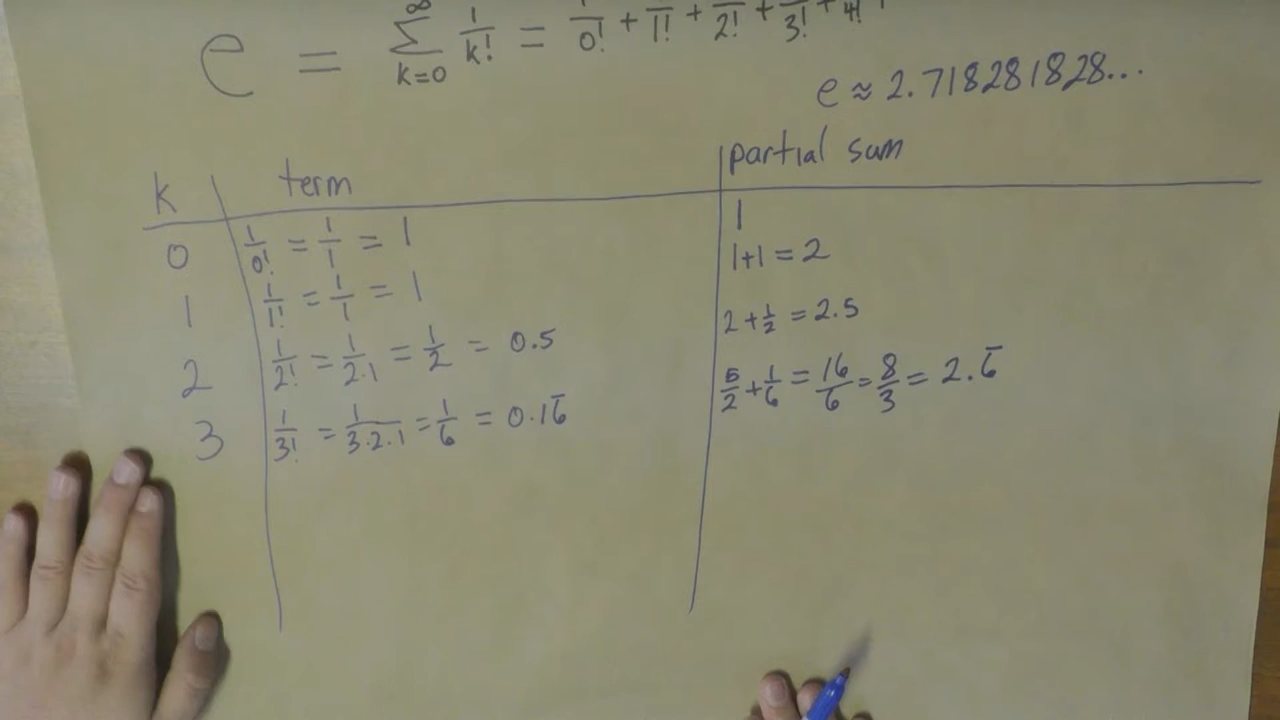 e = ∞ ∑ k=0 1/k! = 1/0! + 1/1! + 1/2! + 1/3! + 1/4! +
e ≈ 2.718281828...
k term partial sum
0 1/0! = 1/1 = 1 1
1 1/1! = 1/1 = 1 1+1 = 2
2 1/2! = 1/2·1 = 1/2 = 0.5 2 + 1/2 = 2.5
3 1/3! = 1/3·2·1 = 1/6 = 0.16̅ 5/2 + 1/6 = 16/6 = 8/3 = 2.6̅